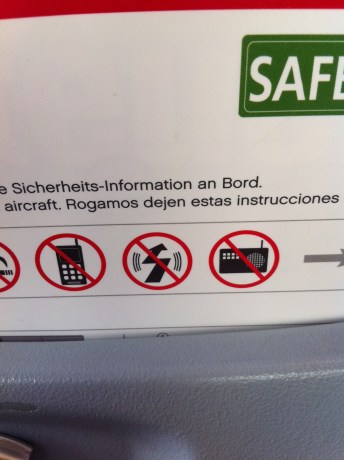 SAFE
e Sicherheits-Information an Bord.
aircraft. Rogamos dejen estas instrucciones